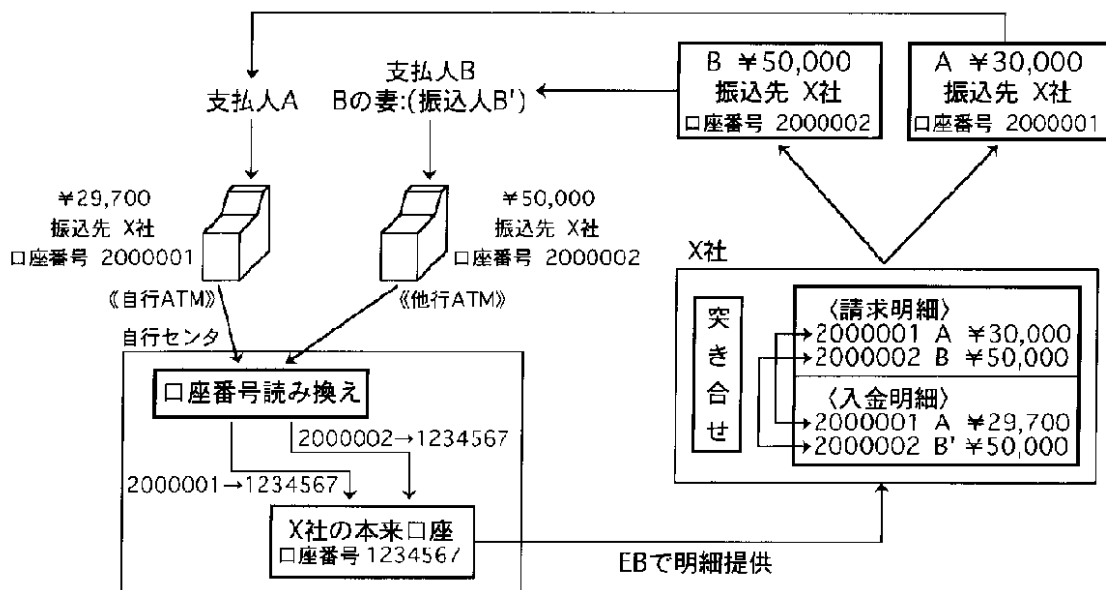 B ¥50,000
振込先 X社
口座番号 2000002
A ¥30,000
振込先 X社
口座番号 2000001
支払人A
支払人B
Bの妻:(振込人B')
¥29,700
振込先 X社
口座番号 2000001
¥50,000
振込先 X社
口座番号 2000002
《自行ATM》
《他行ATM》
自行センタ
口座番号読み換え
2000002→1234567
2000001→1234567
X社の本来口座
口座番号 1234567
EBで明細提供
X社
突き合せ
〈請求明細〉
2000001 A ¥30,000
2000002 B ¥50,000
〈入金明細〉
2000001 A ¥29,700
2000002 B' ¥50,000